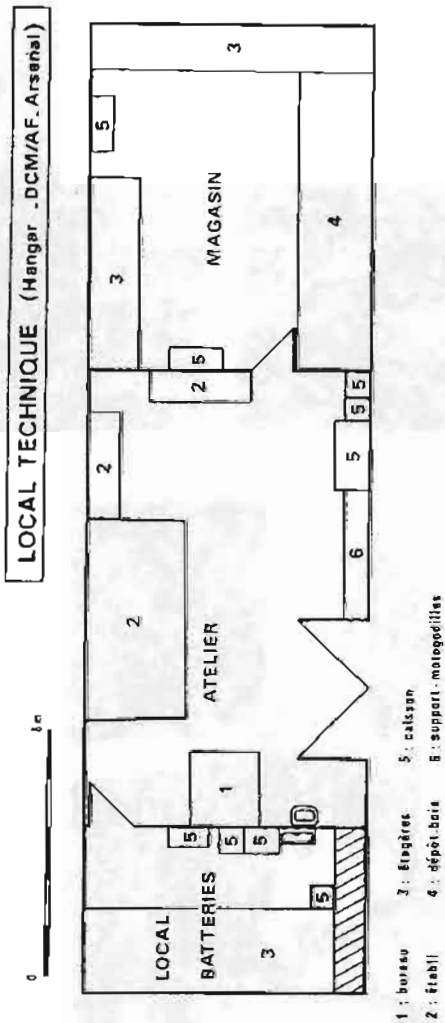 LOCAL TECHNIQUE (Hangar - DCM/AF. Arsenal)
0
3
5
3
MAGASIN
4
5
2
5
5
2
5
2
6
ATELIER
1
5
5
5
LOCAL
BATTERIES
5
3
1 : bureau
3 : Etagères
5 : caisson
2 : Etabli
4 : dépôt-bois
6 : support-motogodilles